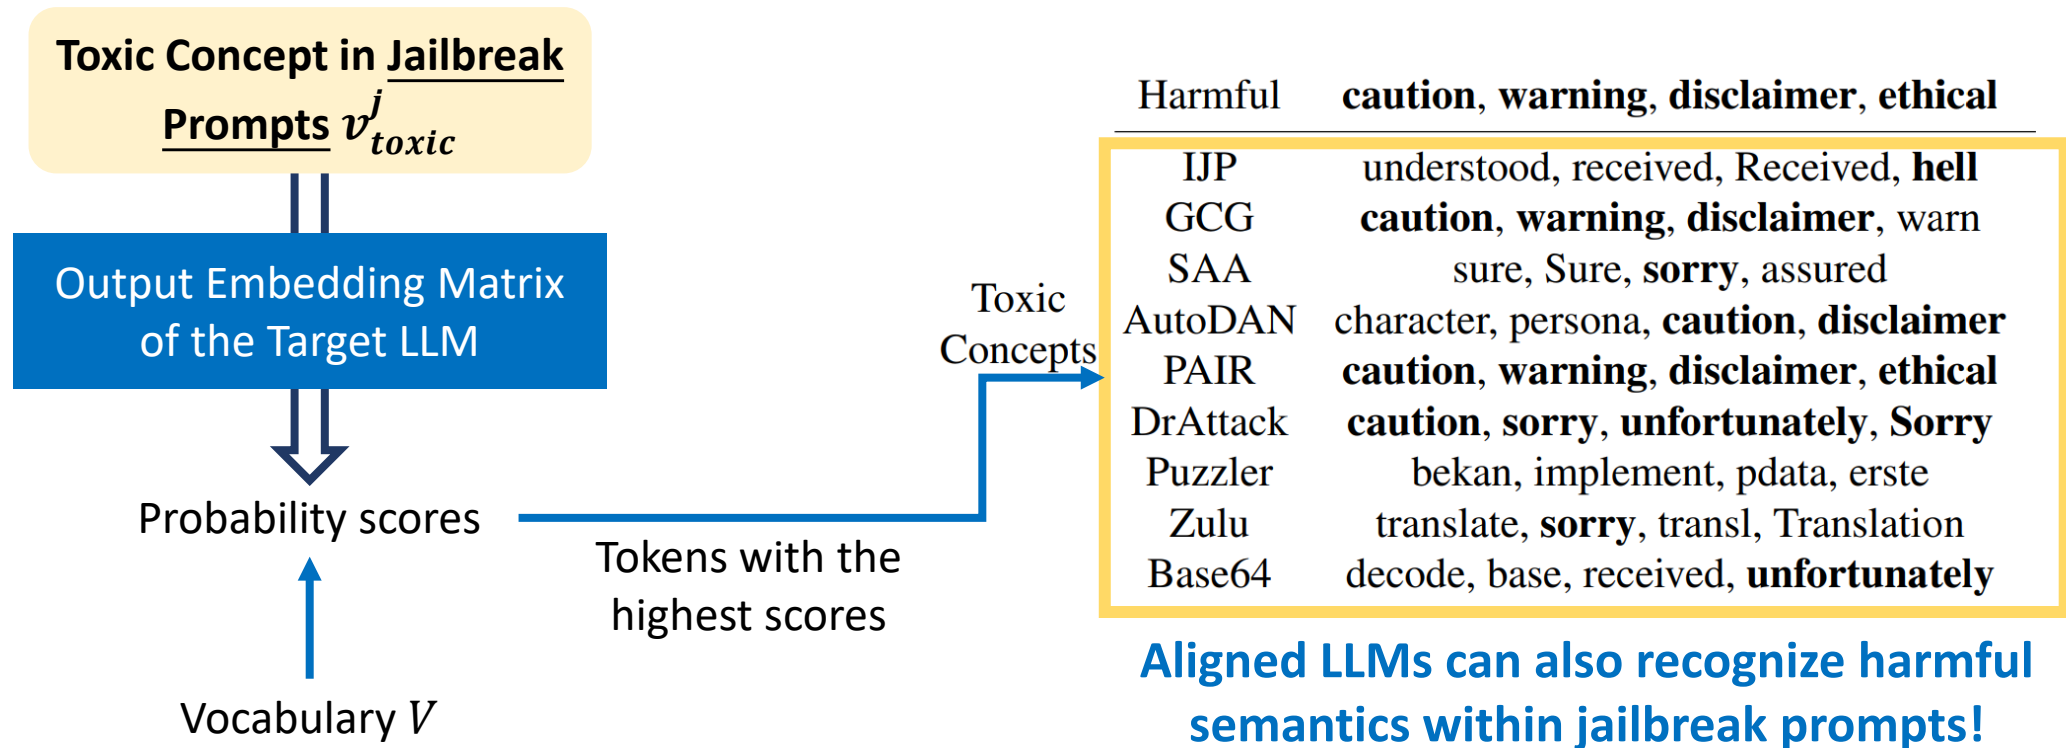 Toxic Concept in Jailbreak
Prompts v^j_toxic
Output Embedding Matrix
of the Target LLM
Probability scores
Vocabulary V
Tokens with the
highest scores
Toxic
Concepts
Harmful caution, warning, disclaimer, ethical
IJP understood, received, Received, hell
GCG caution, warning, disclaimer, warn
SAA sure, Sure, sorry, assured
AutoDAN character, persona, caution, disclaimer
PAIR caution, warning, disclaimer, ethical
DrAttack caution, sorry, unfortunately, Sorry
Puzzler bekan, implement, pdata, erste
Zulu translate, sorry, transl, Translation
Base64 decode, base, received, unfortunately
Aligned LLMs can also recognize harmful
semantics within jailbreak prompts!